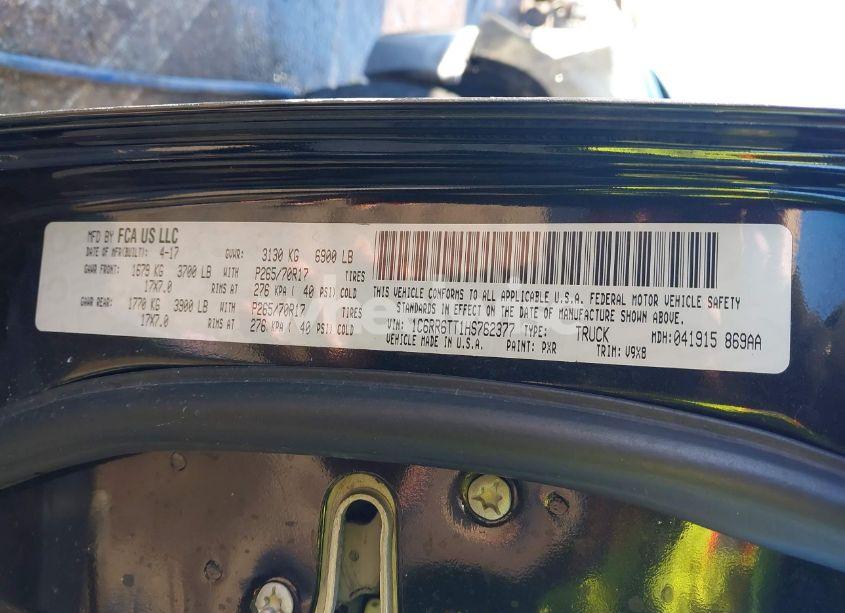 MFD BY FCA US LLC
DATE OF MFR(BUILT): 4-17 GVWR: 3130 KG 6900 LB
GAWR FRONT: 1679 KG 3700 LB WITH P265/70R17 TIRES
17X7.0 RIMS AT 276 KPA ( 40 PSI) COLD
GAWR REAR: 1770 KG 3900 LB WITH P265/70R17 TIRES
17X7.0 RIMS AT 276 KPA ( 40 PSI) COLD
THIS VEHICLE CONFORMS TO ALL APPLICABLE U.S.A. FEDERAL MOTOR VEHICLE SAFETY
STANDARDS IN EFFECT ON THE DATE OF MANUFACTURE SHOWN ABOVE.
VIN: 1C6RR6TT1HS762377 TYPE: TRUCK MDH: 041915 869AA
VEHICLE MADE IN U.S.A. PAINT: PXR TRIM: V9X8